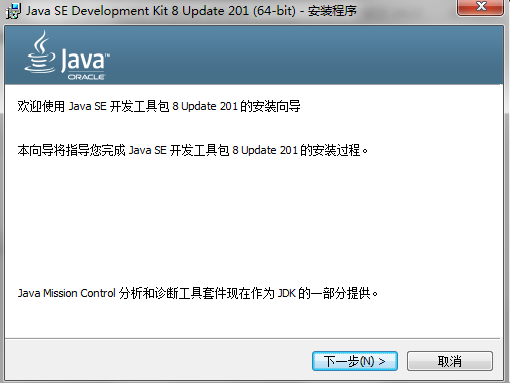 Java SE Development Kit 8 Update 201 (64-bit) - 安装程序
Java
ORACLE
欢迎使用 Java SE 开发工具包 8 Update 201 的安装向导
本向导将指导您完成 Java SE 开发工具包 8 Update 201 的安装过程。
Java Mission Control 分析和诊断工具套件现在作为 JDK 的一部分提供。
下一步(N) >
取消